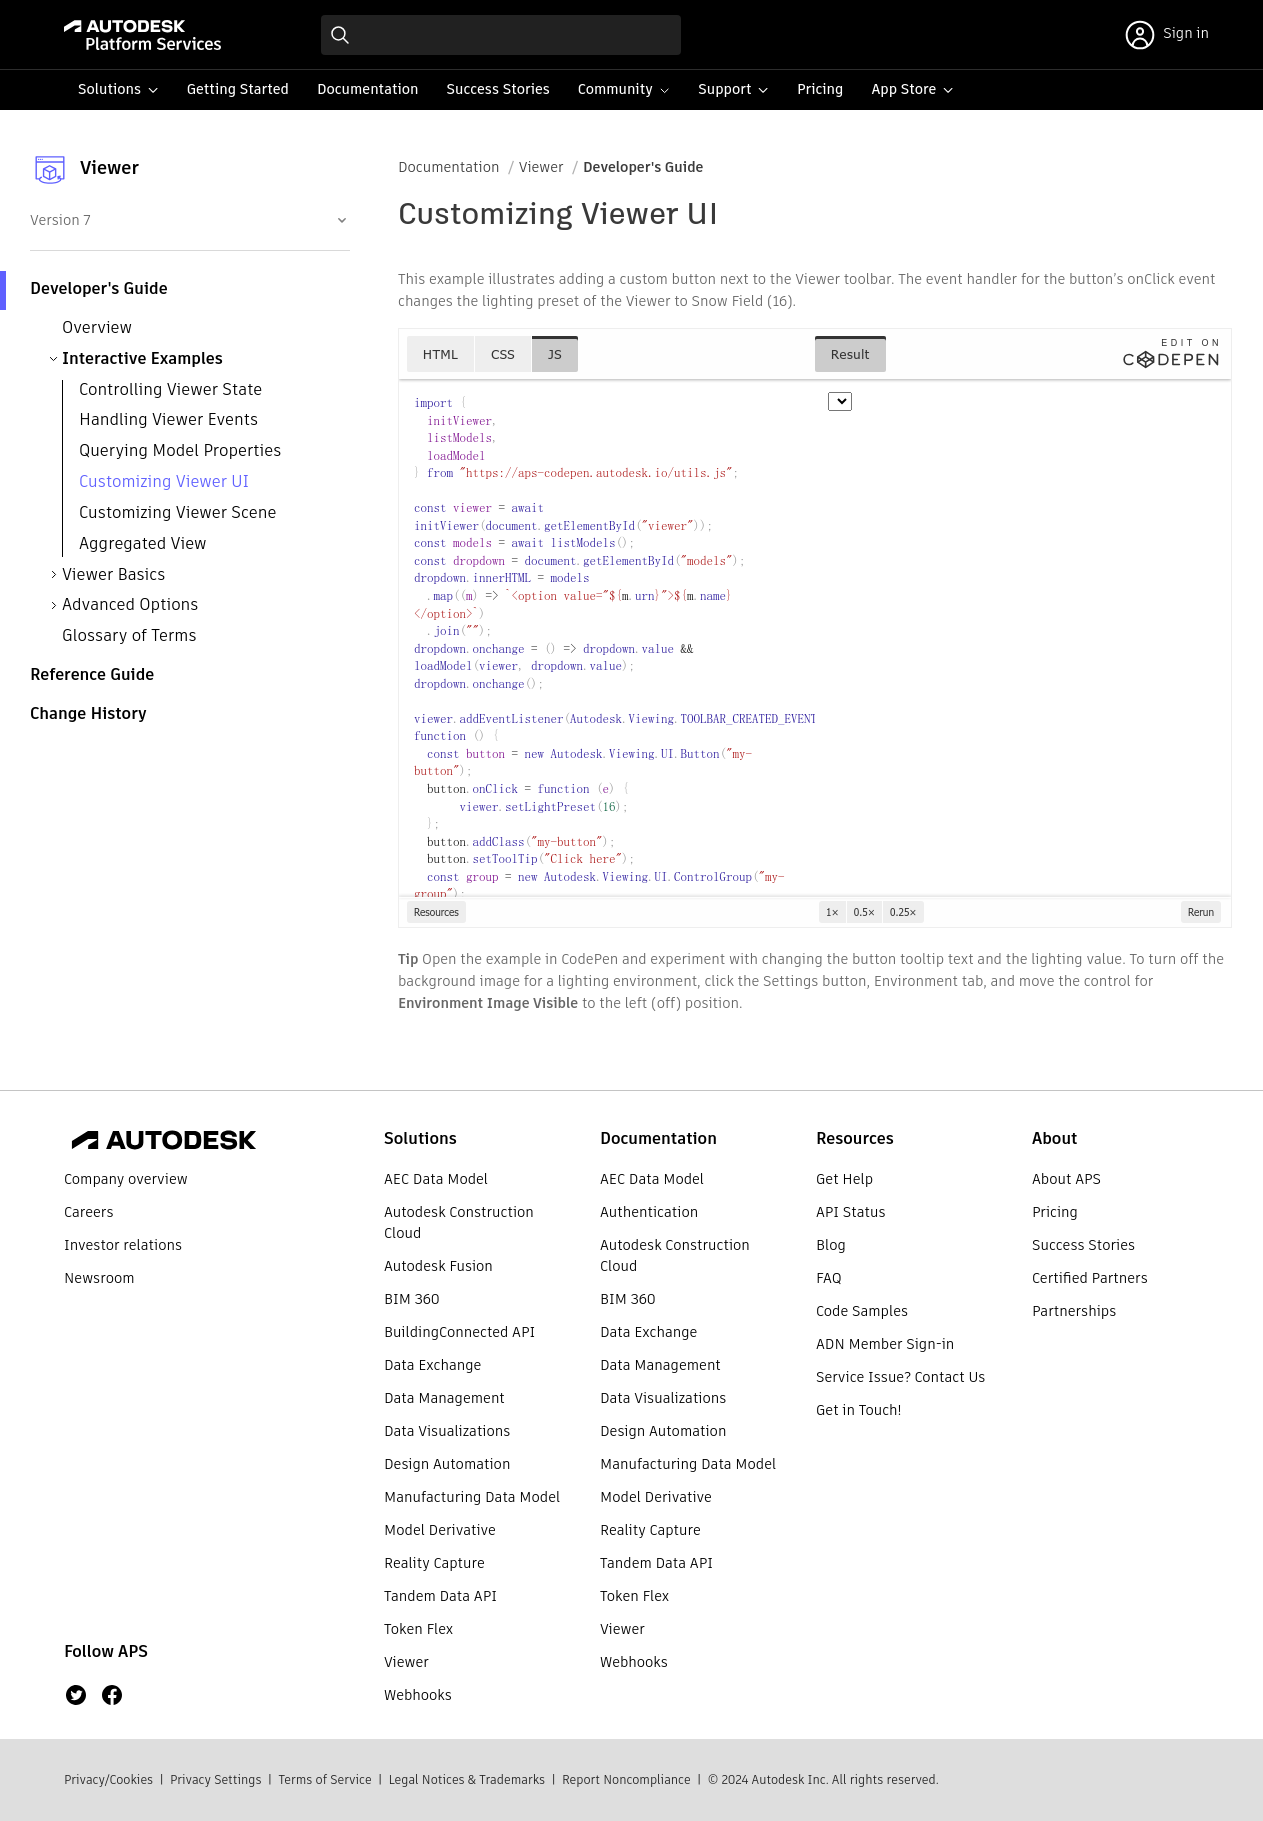 AUTODESK
Platform Services
Sign in
Solutions
Getting Started
Documentation
Success Stories
Community
Support
Pricing
App Store
Viewer
Version 7
Developer's Guide
Overview
Interactive Examples
Controlling Viewer State
Handling Viewer Events
Querying Model Properties
Customizing Viewer UI
Customizing Viewer Scene
Aggregated View
Viewer Basics
Advanced Options
Glossary of Terms
Reference Guide
Change History
Documentation / Viewer / Developer's Guide
Customizing Viewer UI
This example illustrates adding a custom button next to the Viewer toolbar. The event handler for the button's onClick event
changes the lighting preset of the Viewer to Snow Field (16).
HTML
CSS
JS
Result
EDIT ON
CODEPEN
import {
  initViewer,
  listModels,
  loadModel
} from "https://aps-codepen.autodesk.io/utils.js";
const viewer = await
initViewer(document.getElementById("viewer"));
const models = await listModels();
const dropdown = document.getElementById("models");
dropdown.innerHTML = models
  .map((m) => `<option value="${m.urn}">${m.name}
</option>`)
  .join("");
dropdown.onchange = () => dropdown.value &&
loadModel(viewer, dropdown.value);
dropdown.onchange();
viewer.addEventListener(Autodesk.Viewing.TOOLBAR_CREATED_EVENT
function () {
  const button = new Autodesk.Viewing.UI.Button("my-
button");
  button.onClick = function (e) {
       viewer.setLightPreset(16);
  };
  button.addClass("my-button");
  button.setToolTip("Click here");
  const group = new Autodesk.Viewing.UI.ControlGroup("my-
group");
Resources
1×
0.5×
0.25×
Rerun
Tip Open the example in CodePen and experiment with changing the button tooltip text and the lighting value. To turn off the
background image for a lighting environment, click the Settings button, Environment tab, and move the control for
Environment Image Visible to the left (off) position.
AUTODESK
Company overview
Careers
Investor relations
Newsroom
Follow APS
Solutions
AEC Data Model
Autodesk Construction
Cloud
Autodesk Fusion
BIM 360
BuildingConnected API
Data Exchange
Data Management
Data Visualizations
Design Automation
Manufacturing Data Model
Model Derivative
Reality Capture
Tandem Data API
Token Flex
Viewer
Webhooks
Documentation
AEC Data Model
Authentication
Autodesk Construction
Cloud
BIM 360
Data Exchange
Data Management
Data Visualizations
Design Automation
Manufacturing Data Model
Model Derivative
Reality Capture
Tandem Data API
Token Flex
Viewer
Webhooks
Resources
Get Help
API Status
Blog
FAQ
Code Samples
ADN Member Sign-in
Service Issue? Contact Us
Get in Touch!
About
About APS
Pricing
Success Stories
Certified Partners
Partnerships
Privacy/Cookies | Privacy Settings | Terms of Service | Legal Notices & Trademarks | Report Noncompliance | © 2024 Autodesk Inc. All rights reserved.